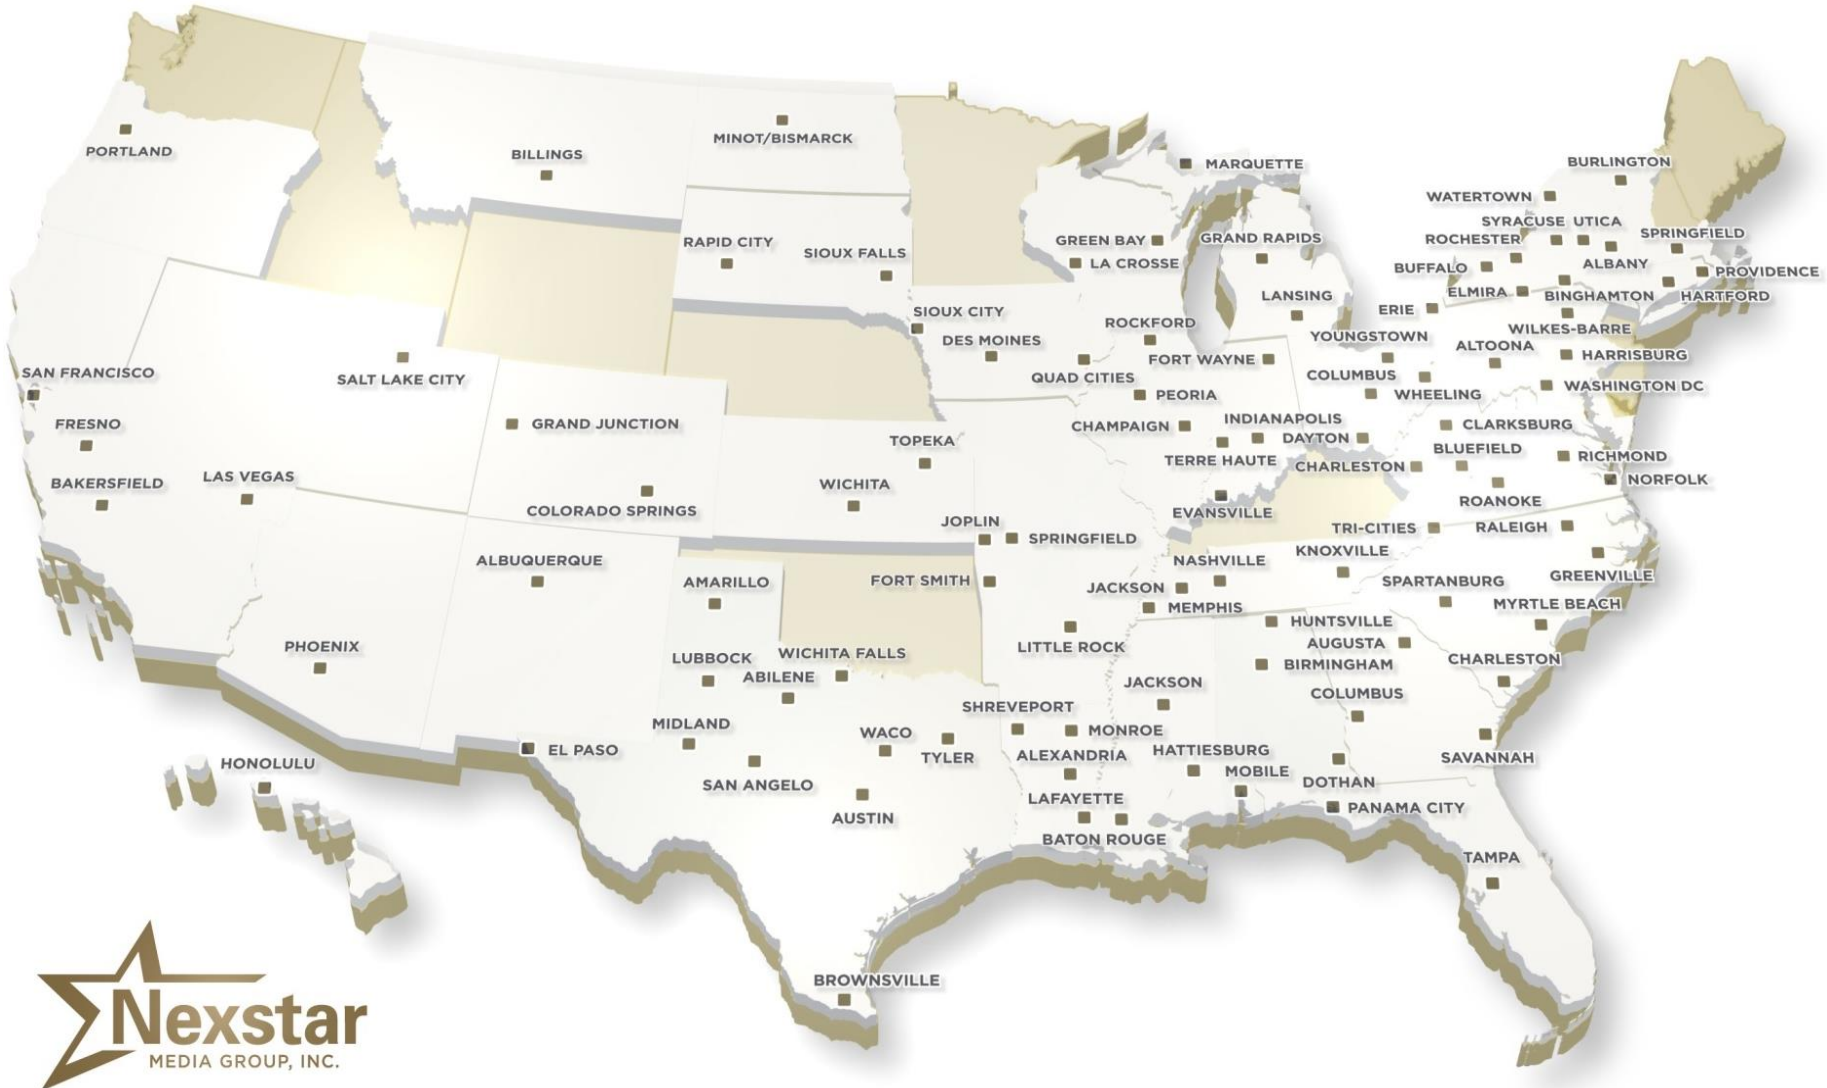 PORTLAND
BILLINGS
MINOT/BISMARCK
MARQUETTE
BURLINGTON
WATERTOWN
SYRACUSE UTICA
SPRINGFIELD
ROCHESTER
RAPID CITY
SIOUX FALLS
GREEN BAY
GRAND RAPIDS
LA CROSSE
BUFFALO
ALBANY
PROVIDENCE
ELMIRA
BINGHAMTON
HARTFORD
LANSING
ERIE
SIOUX CITY
ROCKFORD
WILKES-BARRE
DES MOINES
YOUNGSTOWN
ALTOONA
FORT WAYNE
HARRISBURG
SAN FRANCISCO
SALT LAKE CITY
QUAD CITIES
COLUMBUS
WASHINGTON DC
PEORIA
WHEELING
FRESNO
GRAND JUNCTION
CHAMPAIGN
INDIANAPOLIS
CLARKSBURG
TOPEKA
DAYTON
BLUEFIELD
TERRE HAUTE
CHARLESTON
RICHMOND
BAKERSFIELD
LAS VEGAS
WICHITA
NORFOLK
COLORADO SPRINGS
EVANSVILLE
ROANOKE
JOPLIN
TRI-CITIES
RALEIGH
SPRINGFIELD
ALBUQUERQUE
NASHVILLE
KNOXVILLE
AMARILLO
FORT SMITH
JACKSON
SPARTANBURG
GREENVILLE
MEMPHIS
MYRTLE BEACH
HUNTSVILLE
PHOENIX
LITTLE ROCK
AUGUSTA
LUBBOCK
WICHITA FALLS
BIRMINGHAM
CHARLESTON
ABILENE
JACKSON
COLUMBUS
SHREVEPORT
MIDLAND
WACO
MONROE
EL PASO
TYLER
ALEXANDRIA
HATTIESBURG
SAVANNAH
HONOLULU
MOBILE
SAN ANGELO
DOTHAN
LAFAYETTE
PANAMA CITY
AUSTIN
BATON ROUGE
TAMPA
BROWNSVILLE
Nexstar
MEDIA GROUP, INC.